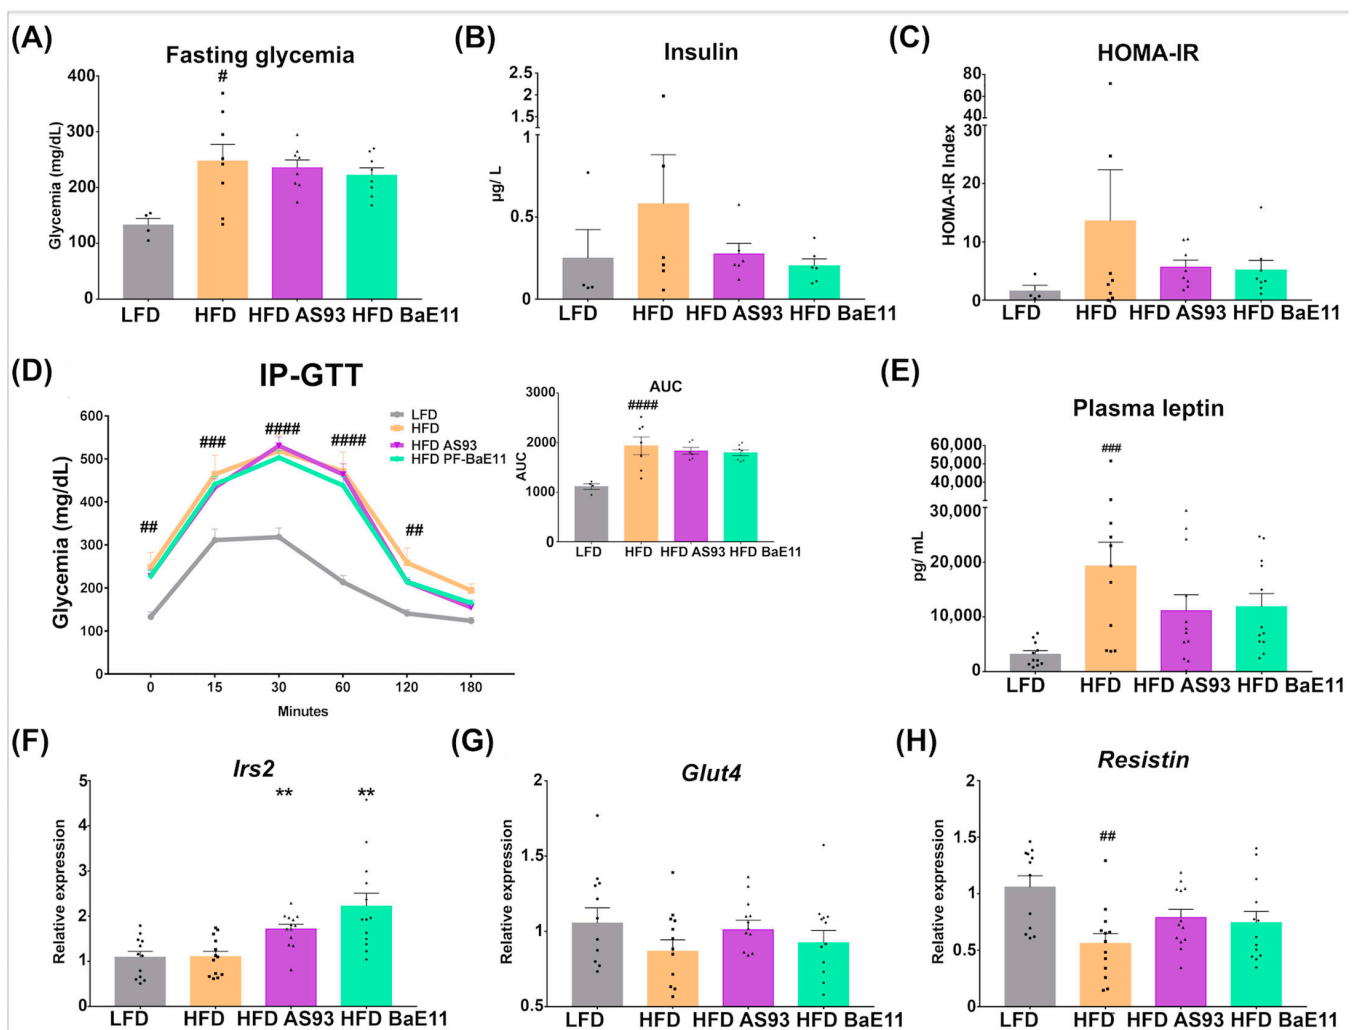 (A)
Fasting glycemia
#
Glycemia (mg/dL)
400
300
200
100
0
LFD HFD HFD AS93 HFD BaE11
(B)
Insulin
µg/ L
2.5
2
1.5
1
0.5
0
LFD HFD HFD AS93 HFD BaE11
(C)
HOMA-IR
HOMA-IR Index
80
60
40
30
20
10
0
LFD HFD HFD AS93 HFD BaE11
(D)
IP-GTT
Glycemia (mg/dL)
600
500
400
300
200
100
0
## ### #### #### ##
LFD
HFD
HFD AS93
HFD PF-BaE11
0 15 30 60 120 180
Minutes
AUC
####
AUC
3000
2000
1000
0
LFD HFD HFD AS93 HFD BaE11
(E)
Plasma leptin
###
pg/ mL
60,000
50,000
40,000
30,000
20,000
10,000
0
LFD HFD HFD AS93 HFD BaE11
(F)
Irs2
** **
Relative expression
5
4
3
2
1
0
LFD HFD HFD AS93 HFD BaE11
(G)
Glut4
Relative expression
2
1.5
1
0.5
LFD HFD HFD AS93 HFD BaE11
(H)
Resistin
##
Relative expression
2
1.5
1
0.5
0
LFD HFD HFD AS93 HFD BaE11